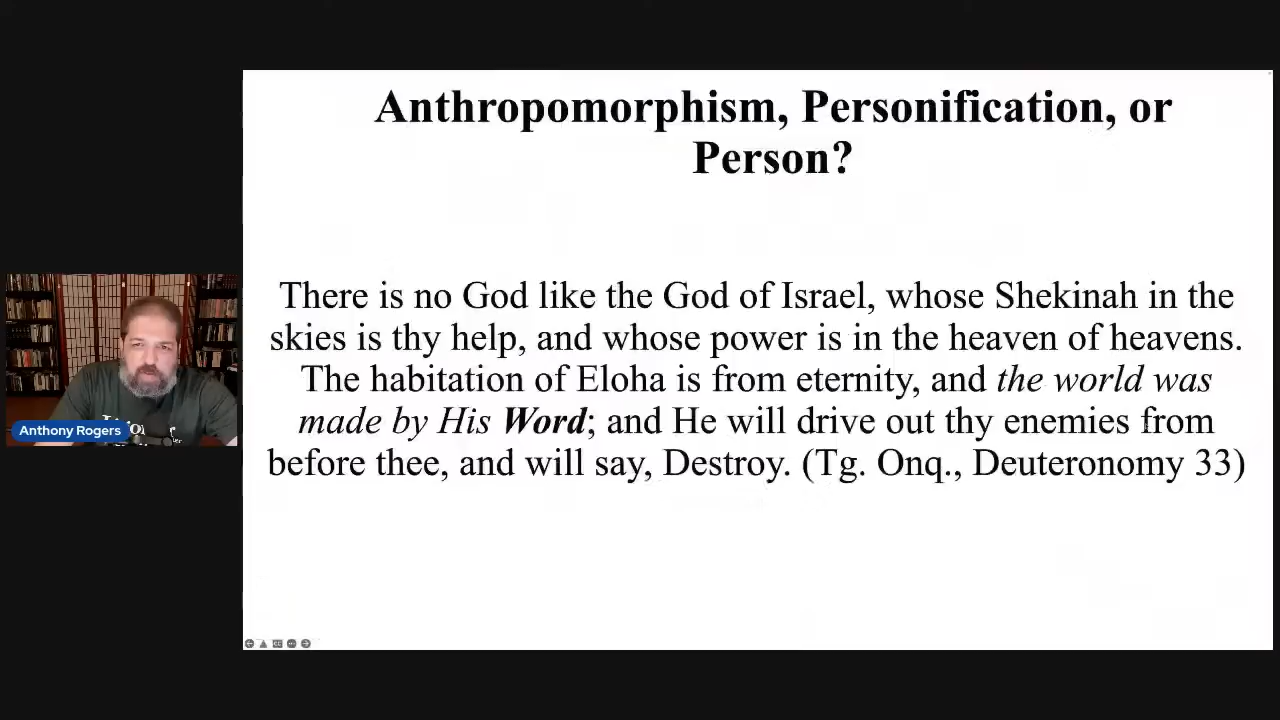 Anthropomorphism, Personification, or
Person?
There is no God like the God of Israel, whose Shekinah in the
skies is thy help, and whose power is in the heaven of heavens.
The habitation of Eloha is from eternity, and the world was
made by His Word; and He will drive out thy enemies from
before thee, and will say, Destroy. (Tg. Onq., Deuteronomy 33)
Anthony Rogers